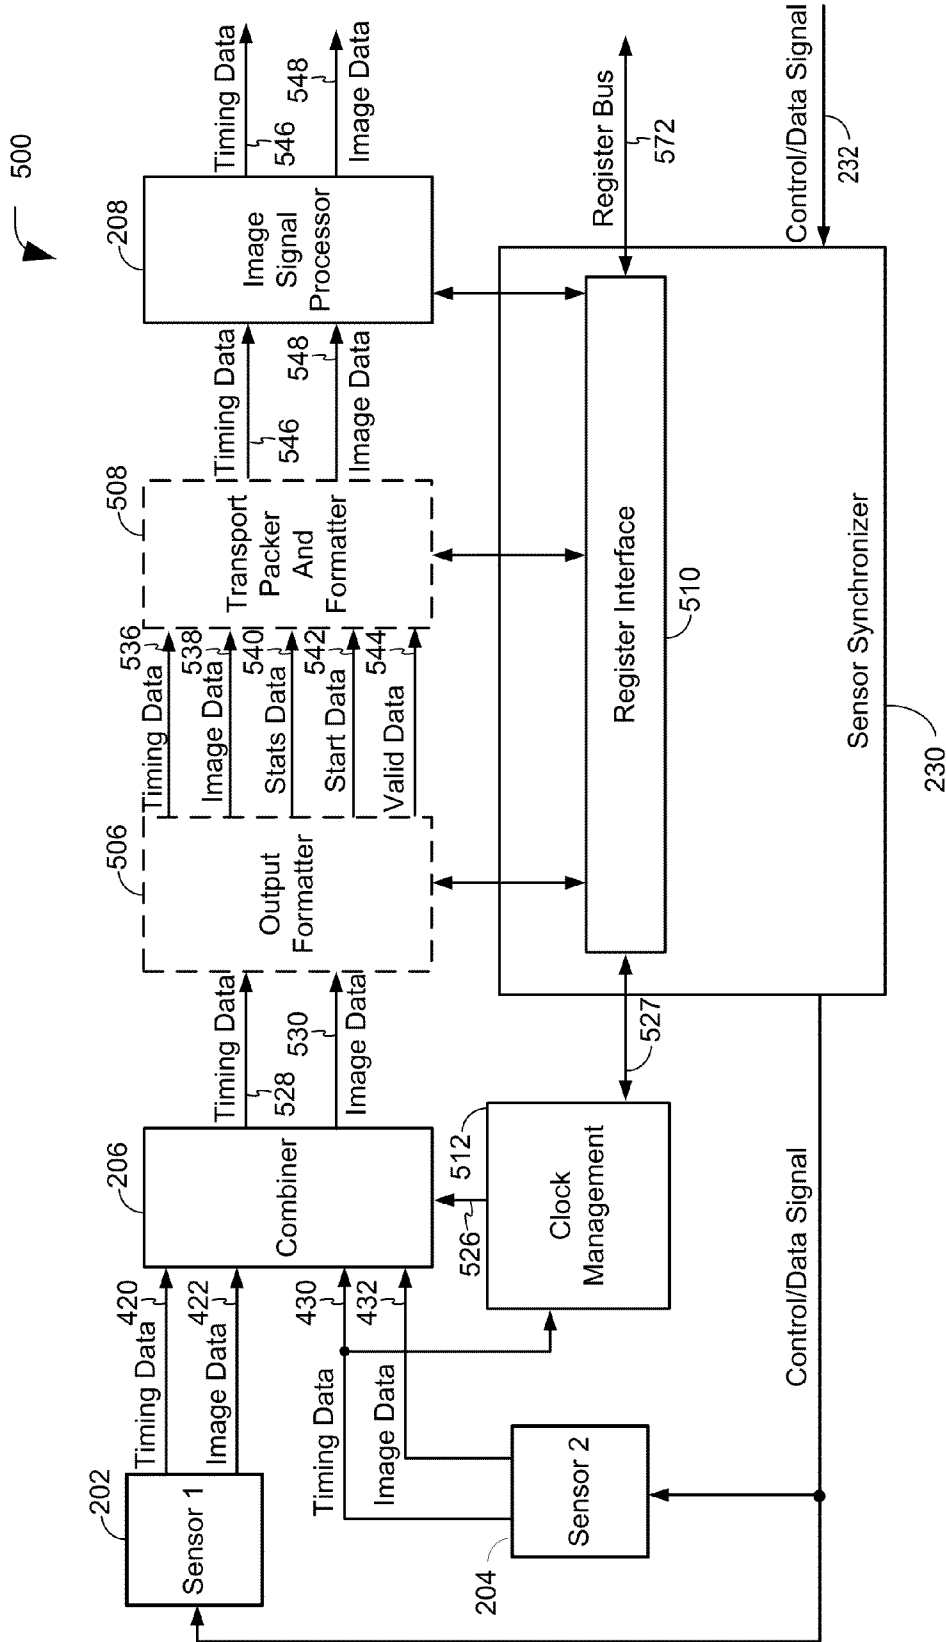 500
202
Sensor 1
Timing Data
420
Image Data
422
204
Sensor 2
Timing Data
430
Image Data
432
206
Combiner
526
512
Clock
Management
527
Timing Data
528
530
Image Data
506
Output
Formatter
Timing Data
536
Image Data
538
Stats Data
540
Start Data
542
Valid Data
544
508
Transport
Packer
And
Formatter
Timing Data
546
548
Image Data
208
Image
Signal
Processor
Timing Data
546
548
Image Data
Register Interface
510
Register Bus
572
Sensor Synchronizer
230
Control/Data Signal
232
Control/Data Signal